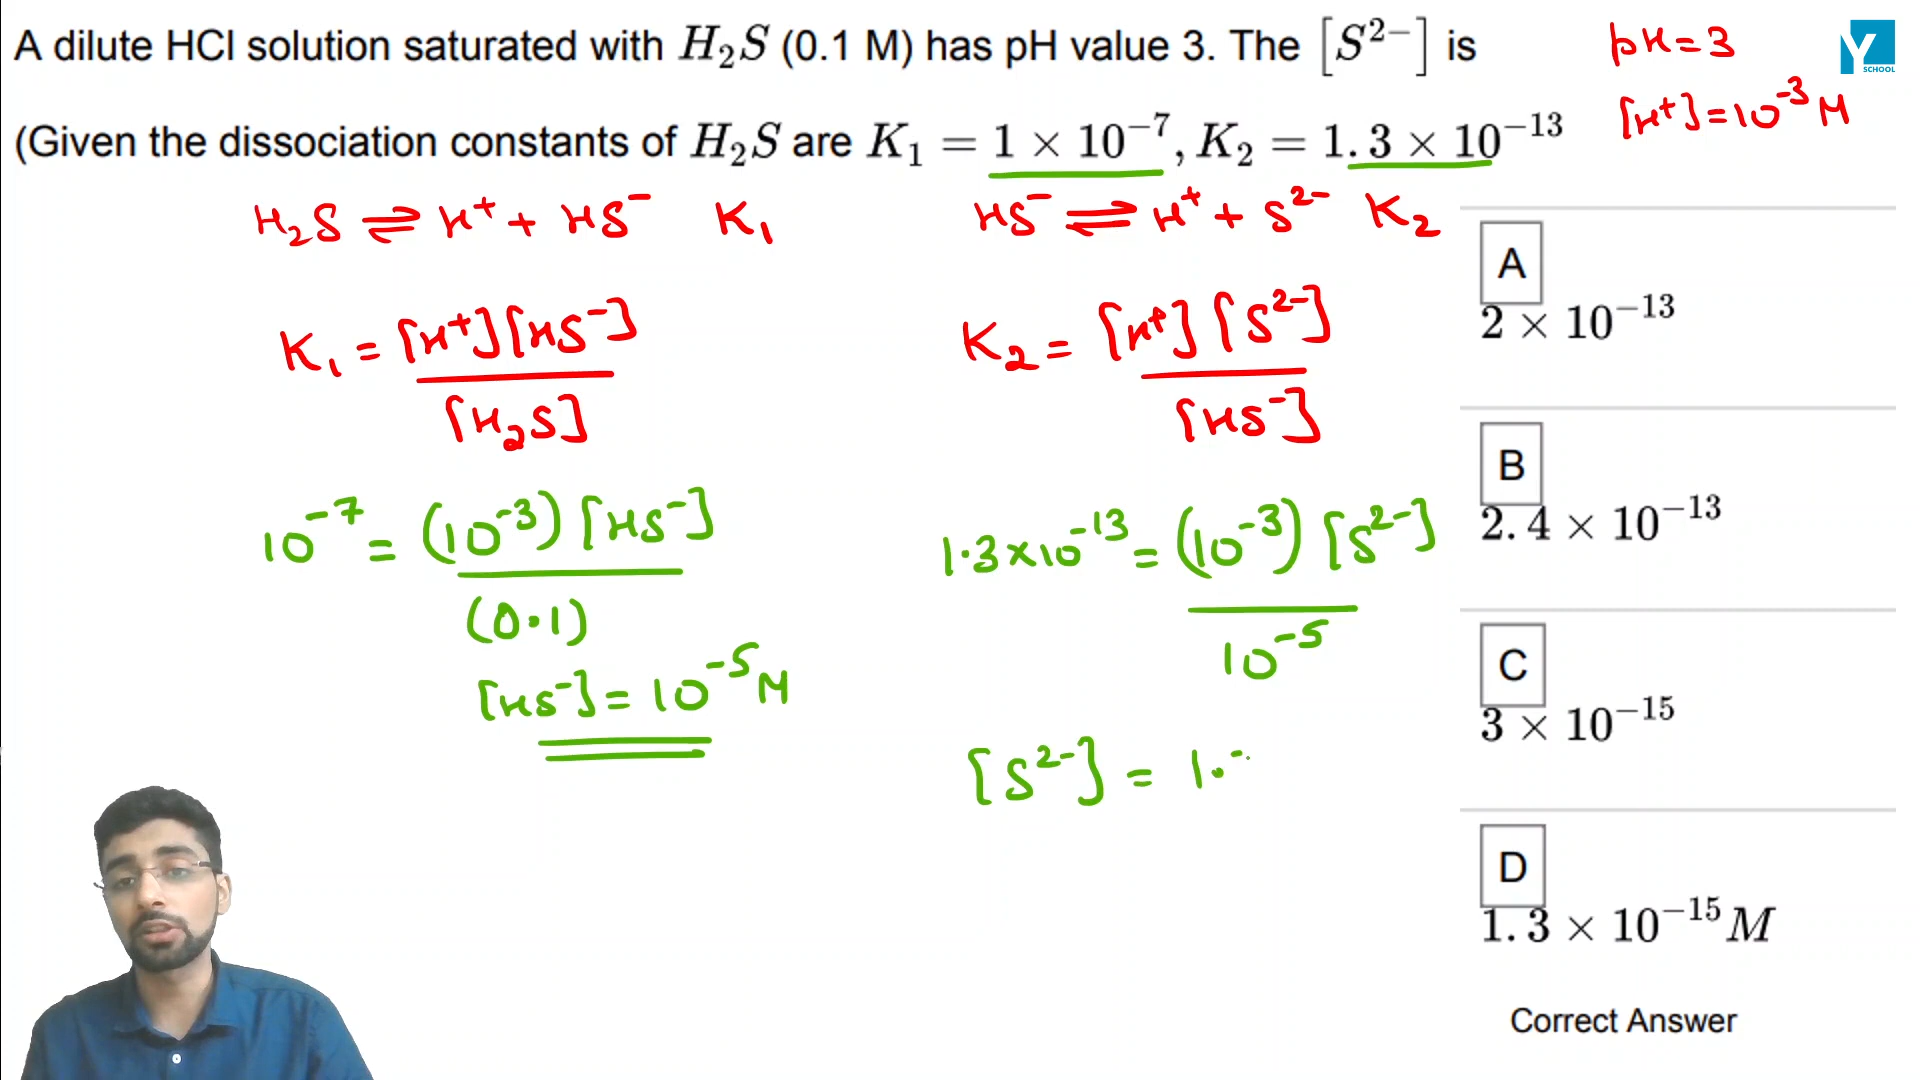 A dilute HCl solution saturated with H₂S (0.1 M) has pH value 3. The [S²⁻] is
(Given the dissociation constants of H₂S are K₁ = 1 × 10⁻⁷, K₂ = 1.3 × 10⁻¹³
pH = 3
[H⁺] = 10⁻³ M
Y
SCHOOL
H₂S ⇌ H⁺ + HS⁻ K₁
K₁ = [H⁺][HS⁻]
[H₂S]
10⁻⁷ = (10⁻³) [HS⁻]
(0.1)
[HS⁻] = 10⁻⁵ M
HS⁻ ⇌ H⁺ + S²⁻ K₂
K₂ = [H⁺] [S²⁻]
[HS⁻]
1.3 × 10⁻¹³ = (10⁻³) [S²⁻]
10⁻⁵
[S²⁻] = 1.
A
2 × 10⁻¹³
B
2.4 × 10⁻¹³
C
3 × 10⁻¹⁵
D
1.3 × 10⁻¹⁵ M
Correct Answer